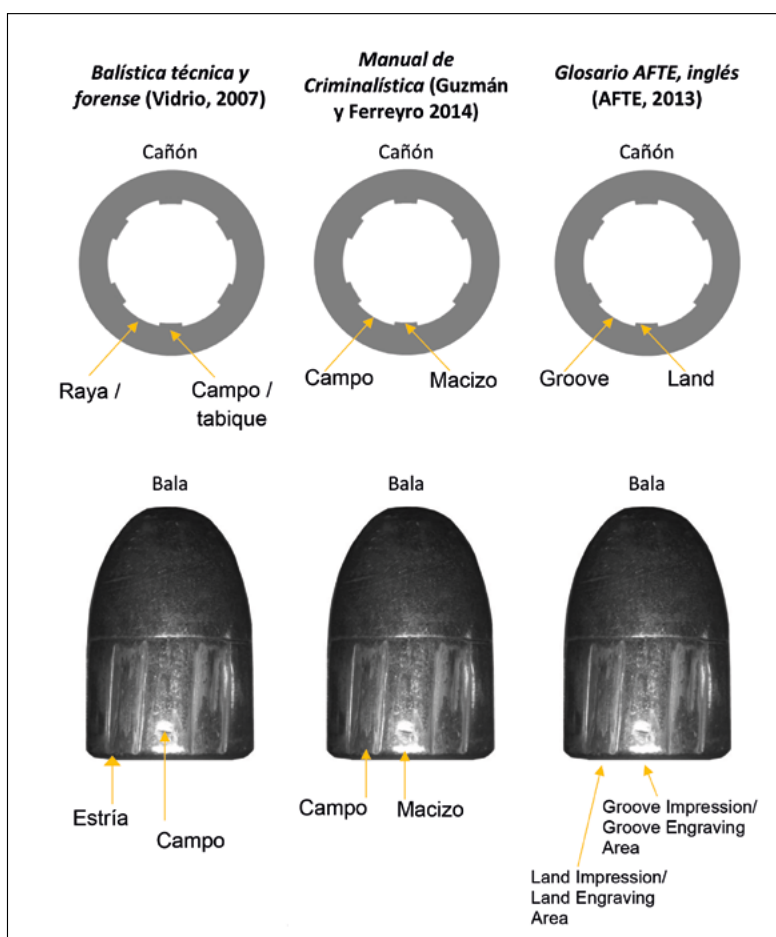 Balística técnica y
forense (Vidrio, 2007)
Manual de
Criminalística (Guzmán
y Ferreyro 2014)
Glosario AFTE, inglés
(AFTE, 2013)
Cañón
Cañón
Cañón
Raya /
Campo /
tabique
Campo
Macizo
Groove
Land
Bala
Bala
Bala
Estría
Campo
Campo
Macizo
Groove Impression/
Groove Engraving
Area
Land Impression/
Land Engraving
Area